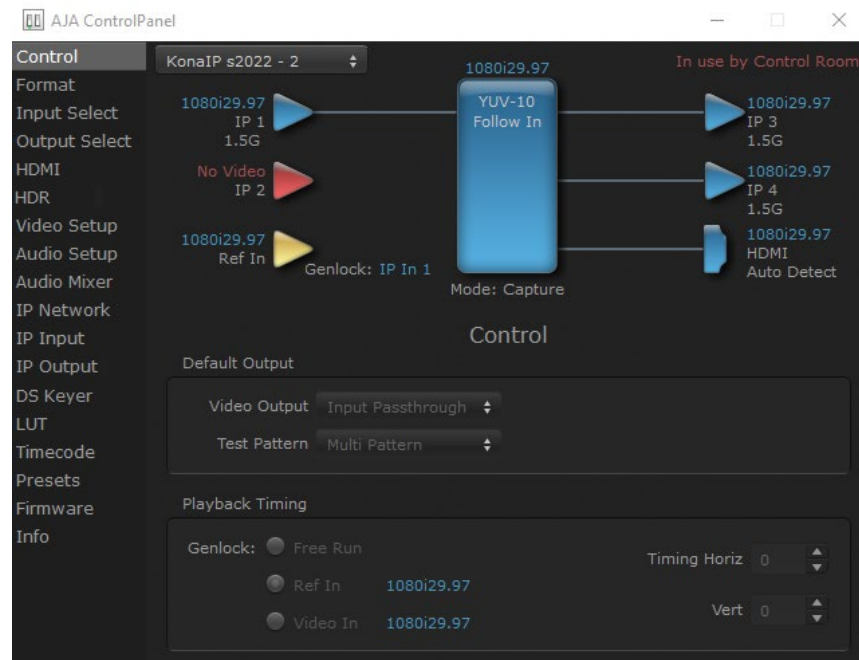 AJA ControlPanel
Control
Format
Input Select
Output Select
HDMI
HDR
Video Setup
Audio Setup
Audio Mixer
IP Network
IP Input
IP Output
DS Keyer
LUT
Timecode
Presets
Firmware
Info
KonaIP s2022 - 2
1080i29.97
In use by Control Room
1080i29.97
IP 1
1.5G
YUV-10
Follow In
1080i29.97
IP 3
1.5G
No Video
IP 2
1080i29.97
IP 4
1.5G
1080i29.97
Ref In
Genlock: IP In 1
1080i29.97
HDMI
Auto Detect
Mode: Capture
Control
Default Output
Video Output Input Passthrough
Test Pattern Multi Pattern
Playback Timing
Genlock: Free Run
Ref In 1080i29.97
Video In 1080i29.97
Timing Horiz 0
Vert 0